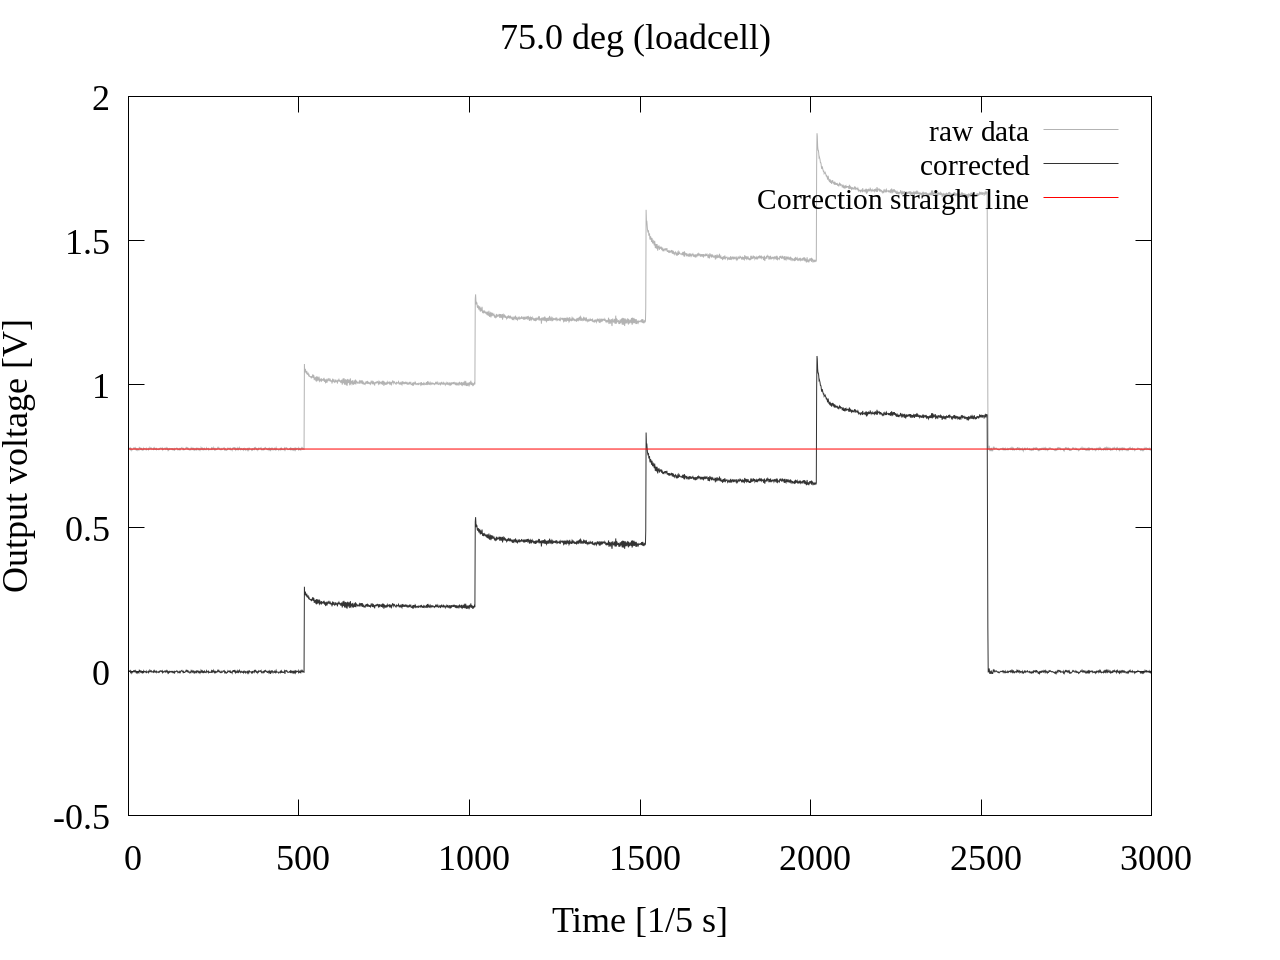 75.0 deg (loadcell)
2
1.5
1
0.5
0
-0.5
Output voltage [V]
raw data
corrected
Correction straight line
0 500 1000 1500 2000 2500 3000
Time [1/5 s]